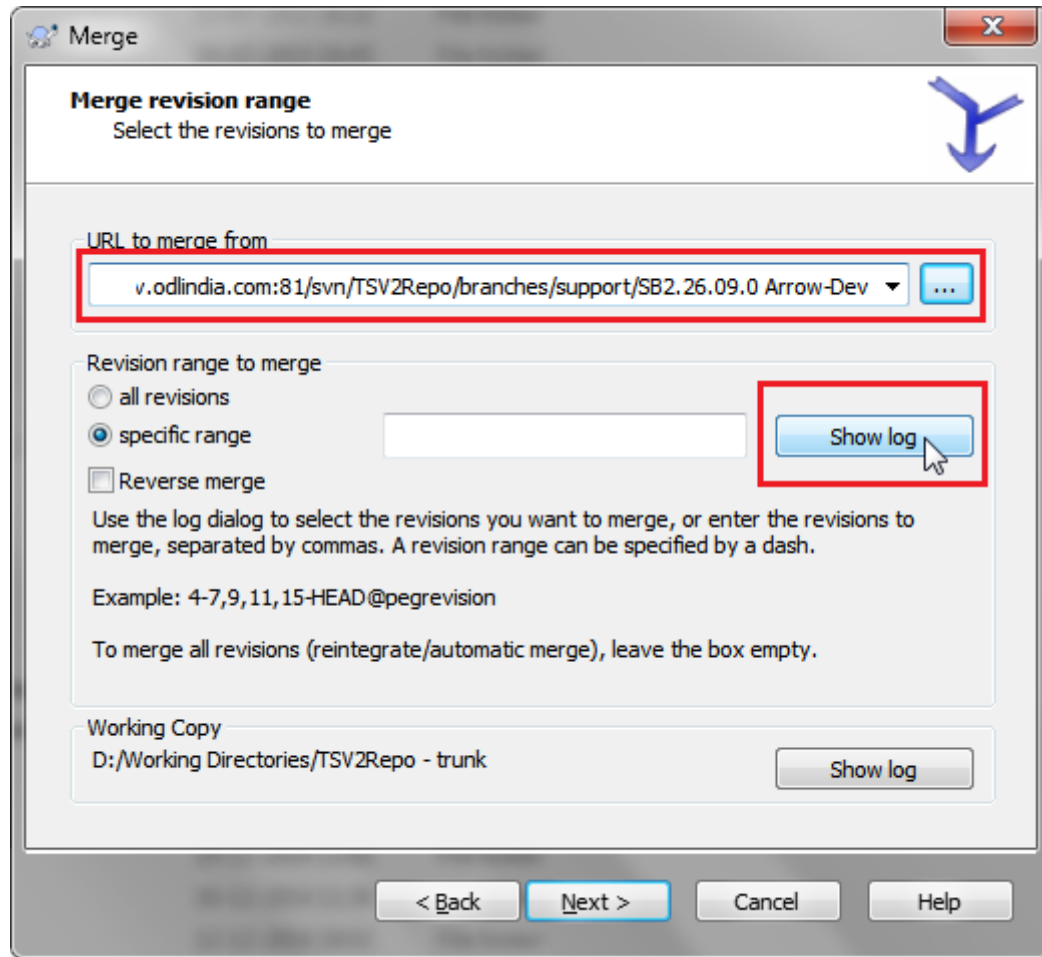 Merge
Merge revision range
Select the revisions to merge
URL to merge from
v.odlindia.com:81/svn/TSV2Repo/branches/support/SB2.26.09.0 Arrow-Dev
...
Revision range to merge
all revisions
specific range
Show log
Reverse merge
Use the log dialog to select the revisions you want to merge, or enter the revisions to
merge, separated by commas. A revision range can be specified by a dash.
Example: 4-7,9,11,15-HEAD@pegrevision
To merge all revisions (reintegrate/automatic merge), leave the box empty.
Working Copy
D:/Working Directories/TSV2Repo - trunk
Show log
< Back
Next >
Cancel
Help